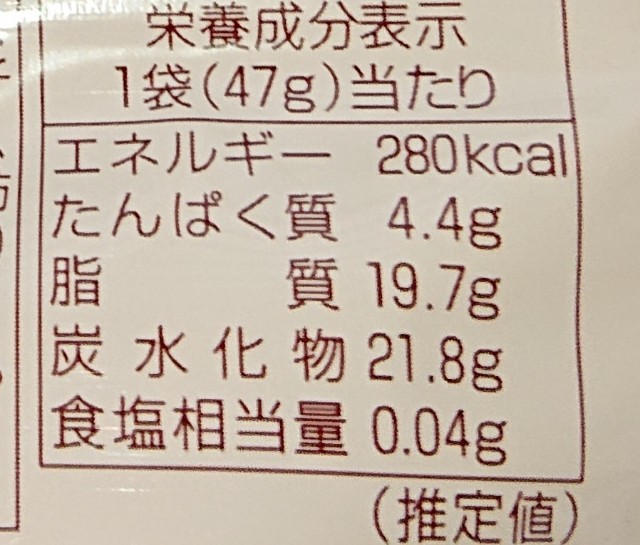 栄養成分表示
1袋(47g)当たり
エネルギー 280kcal
たんぱく質 4.4g
脂質 19.7g
炭水化物 21.8g
食塩相当量 0.04g
(推定値)